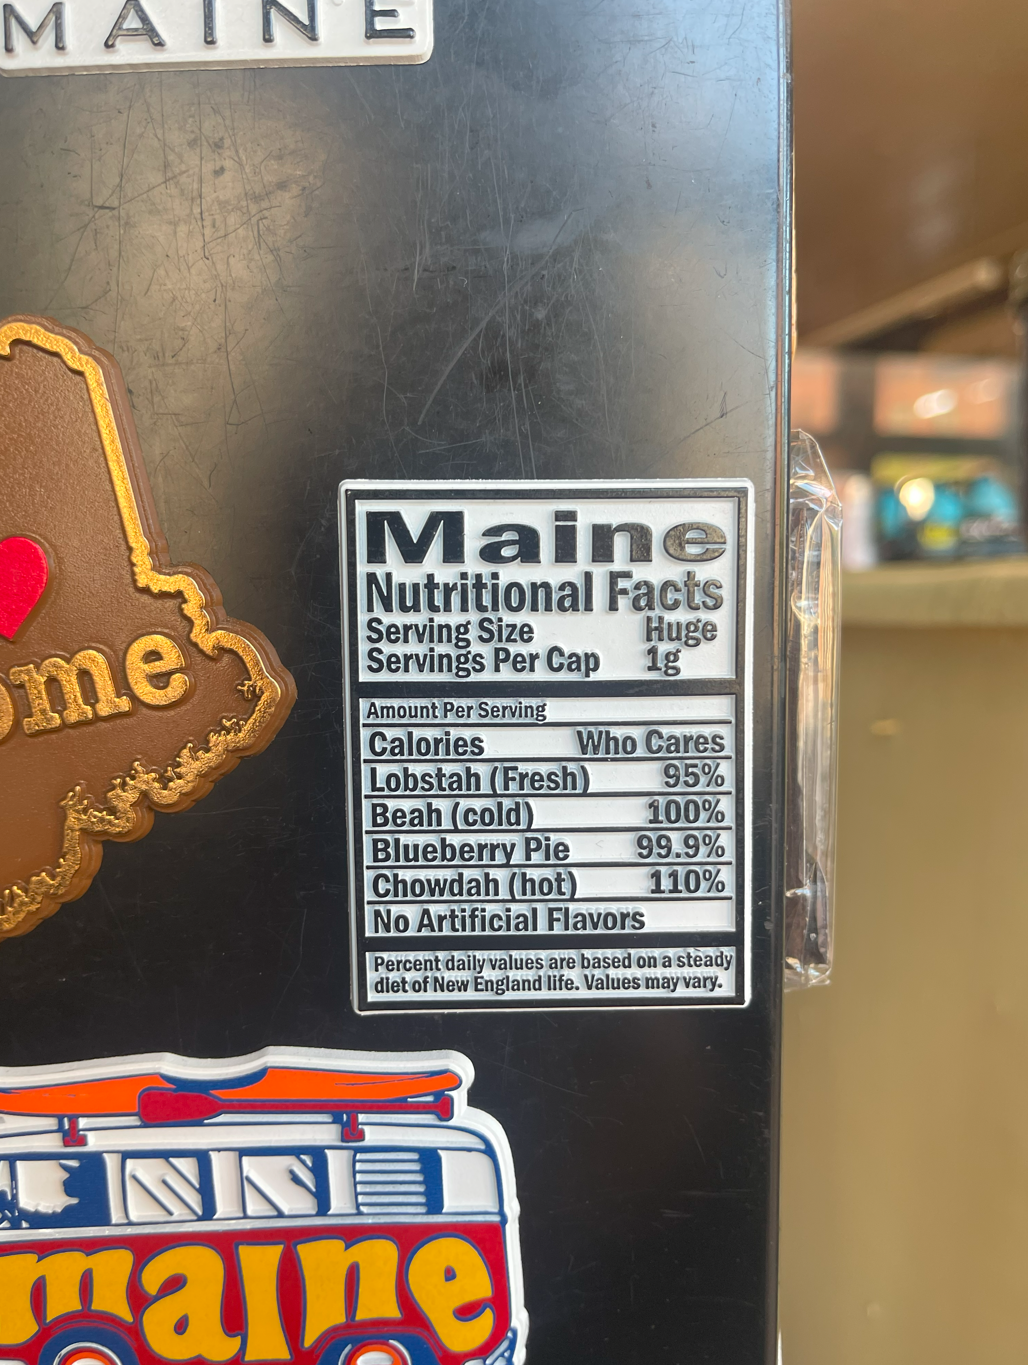 MAINE
ome
Maine
Nutritional Facts
Serving Size Huge
Servings Per Cap 1g
Amount Per Serving
Calories Who Cares
Lobstah (Fresh) 95%
Beah (cold) 100%
Blueberry Pie 99.9%
Chowdah (hot) 110%
No Artificial Flavors
Percent daily values are based on a steady
diet of New England life. Values may vary.
maine